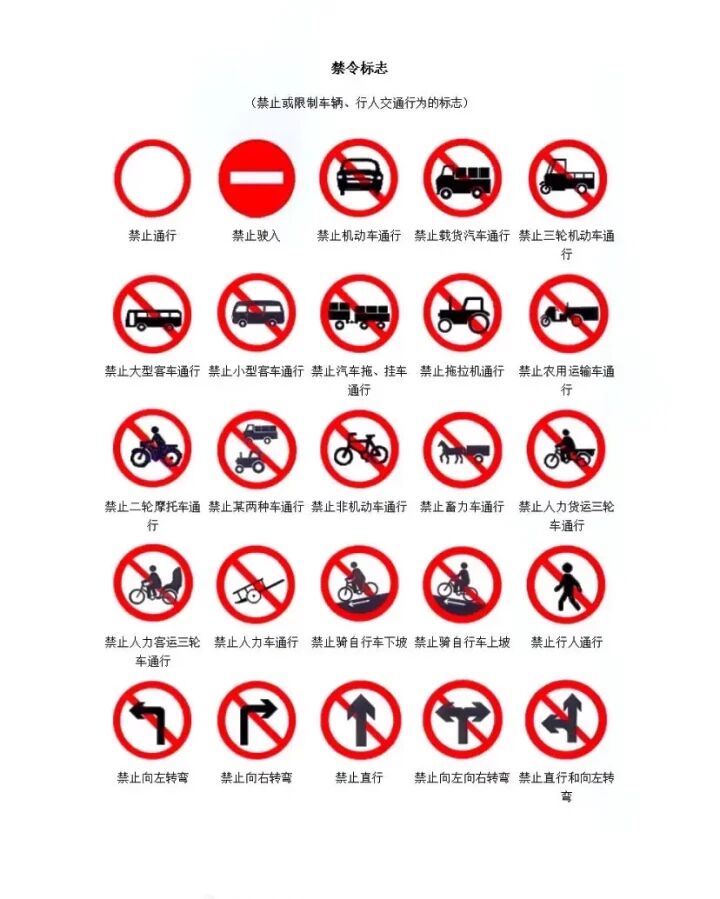 禁令标志
（禁止或限制车辆、行人交通行为的标志）
禁止通行
禁止驶入
禁止机动车通行
禁止载货汽车通行
禁止三轮机动车通
行
禁止大型客车通行
禁止小型客车通行
禁止汽车拖、挂车
通行
禁止拖拉机通行
禁止农用运输车通
行
禁止二轮摩托车通
行
禁止某两种车通行
禁止非机动车通行
禁止畜力车通行
禁止人力货运三轮
车通行
禁止人力客运三轮
车通行
禁止人力车通行
禁止骑自行车下坡
禁止骑自行车上坡
禁止行人通行
禁止向左转弯
禁止向右转弯
禁止直行
禁止向左向右转弯
禁止直行和向左转
弯